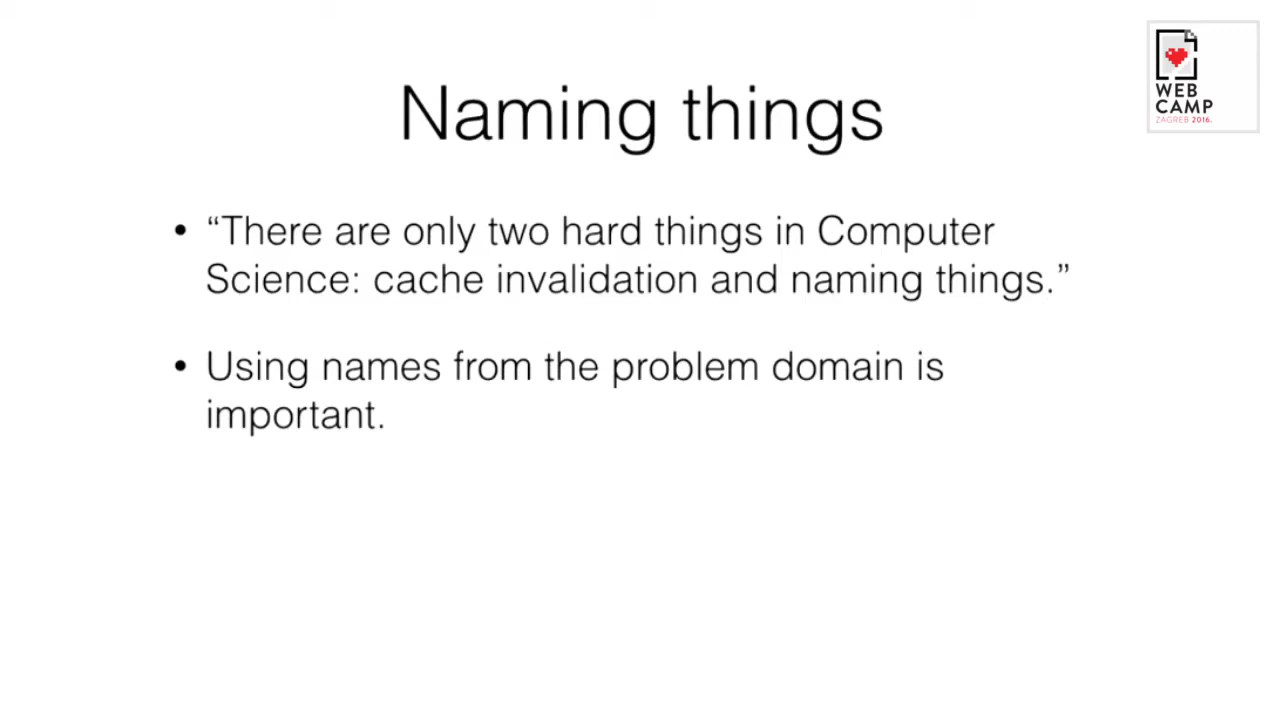 Naming things
WEB
CAMP
ZAGREB 2016.
• “There are only two hard things in Computer
Science: cache invalidation and naming things.”
• Using names from the problem domain is
important.